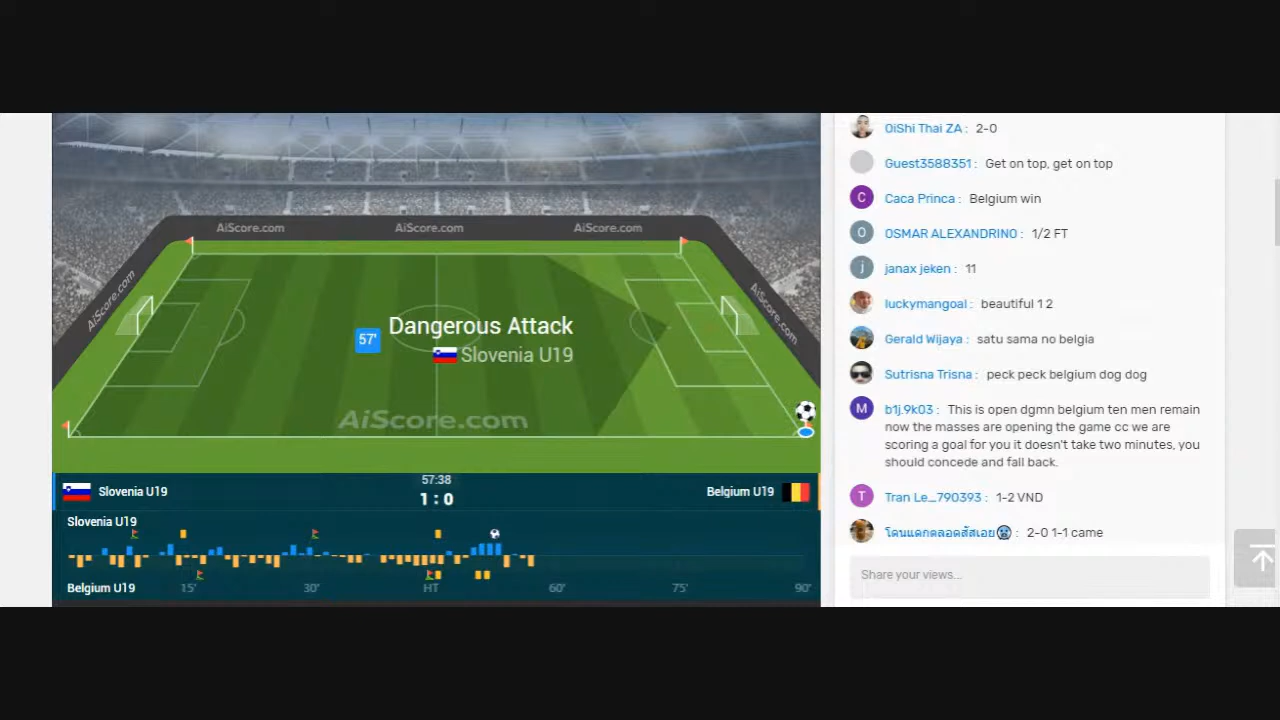 AiScore.com
AiScore.com
AiScore.com
AiScore.com
AiScore.com
57'
Dangerous Attack
Slovenia U19
AiScore.com
57:38
Slovenia U19
1 : 0
Belgium U19
Slovenia U19
Belgium U19
15'
30'
HT
60'
75'
90'
OiShi Thai ZA : 2-0
Guest3588351 : Get on top, get on top
C
Caca Princa : Belgium win
O
OSMAR ALEXANDRINO : 1/2 FT
j
janax jeken : 11
luckymangoal : beautiful 1 2
Gerald Wijaya : satu sama no belgia
Sutrisna Trisna : peck peck belgium dog dog
M
b1j.9k03 : This is open dgmn belgium ten men remain
now the masses are opening the game cc we are
scoring a goal for you it doesn't take two minutes, you
should concede and fall back.
T
Tran Le_790393 : 1-2 VND
โดนแดกตลอดสัสเอย😨 : 2-0 1-1 came
Share your views...